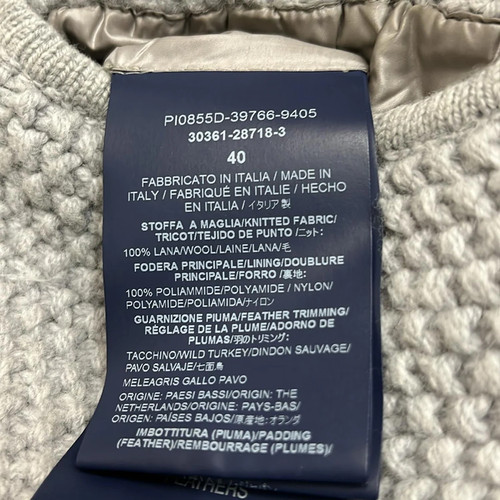 PI0855D-39766-9405
30361-28718-3
40
FABBRICATO IN ITALIA / MADE IN
ITALY / FABRIQUÉ EN ITALIE / HECHO
EN ITALIA /イタリア製
STOFFA A MAGLIA/KNITTED FABRIC/
TRICOT/TEJIDO DE PUNTO /ニット:
100% LANA/WOOL/LAINE/LANA/毛
FODERA PRINCIPALE/LINING/DOUBLURE
PRINCIPALE/FORRO /裏地:
100% POLIAMMIDE/POLYAMIDE / NYLON/
POLYAMIDE/POLIAMIDA/ナイロン
GUARNIZIONE PIUMA/FEATHER TRIMMING/
RÉGLAGE DE LA PLUME/ADORNO DE
PLUMAS/羽のトリミング:
TACCHINO/WILD TURKEY/DINDON SAUVAGE/
PAVO SALVAJE/七面鳥
MELEAGRIS GALLO PAVO
ORIGINE: PAESI BASSI/ORIGIN: THE
NETHERLANDS/ORIGINE: PAYS-BAS/
ORIGEN: PAÍSES BAJOS/原産地:オランダ
IMBOTTITURA (PIUMA)/PADDING
(FEATHER)/REMBOURRAGE (PLUMES)/
FEATHERS